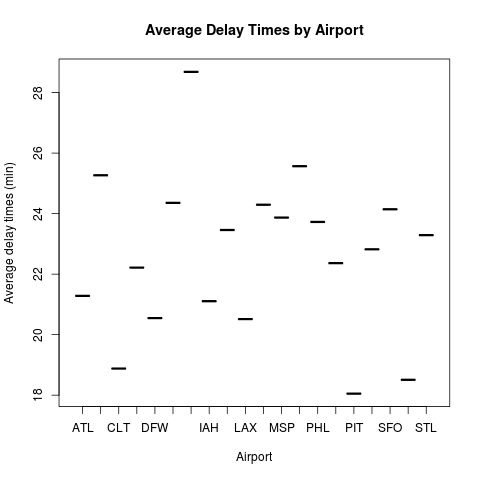 Average Delay Times by Airport
Average delay times (min)
28
26
24
22
20
18
ATL CLT DFW IAH LAX MSP PHL PIT SFO STL
Airport